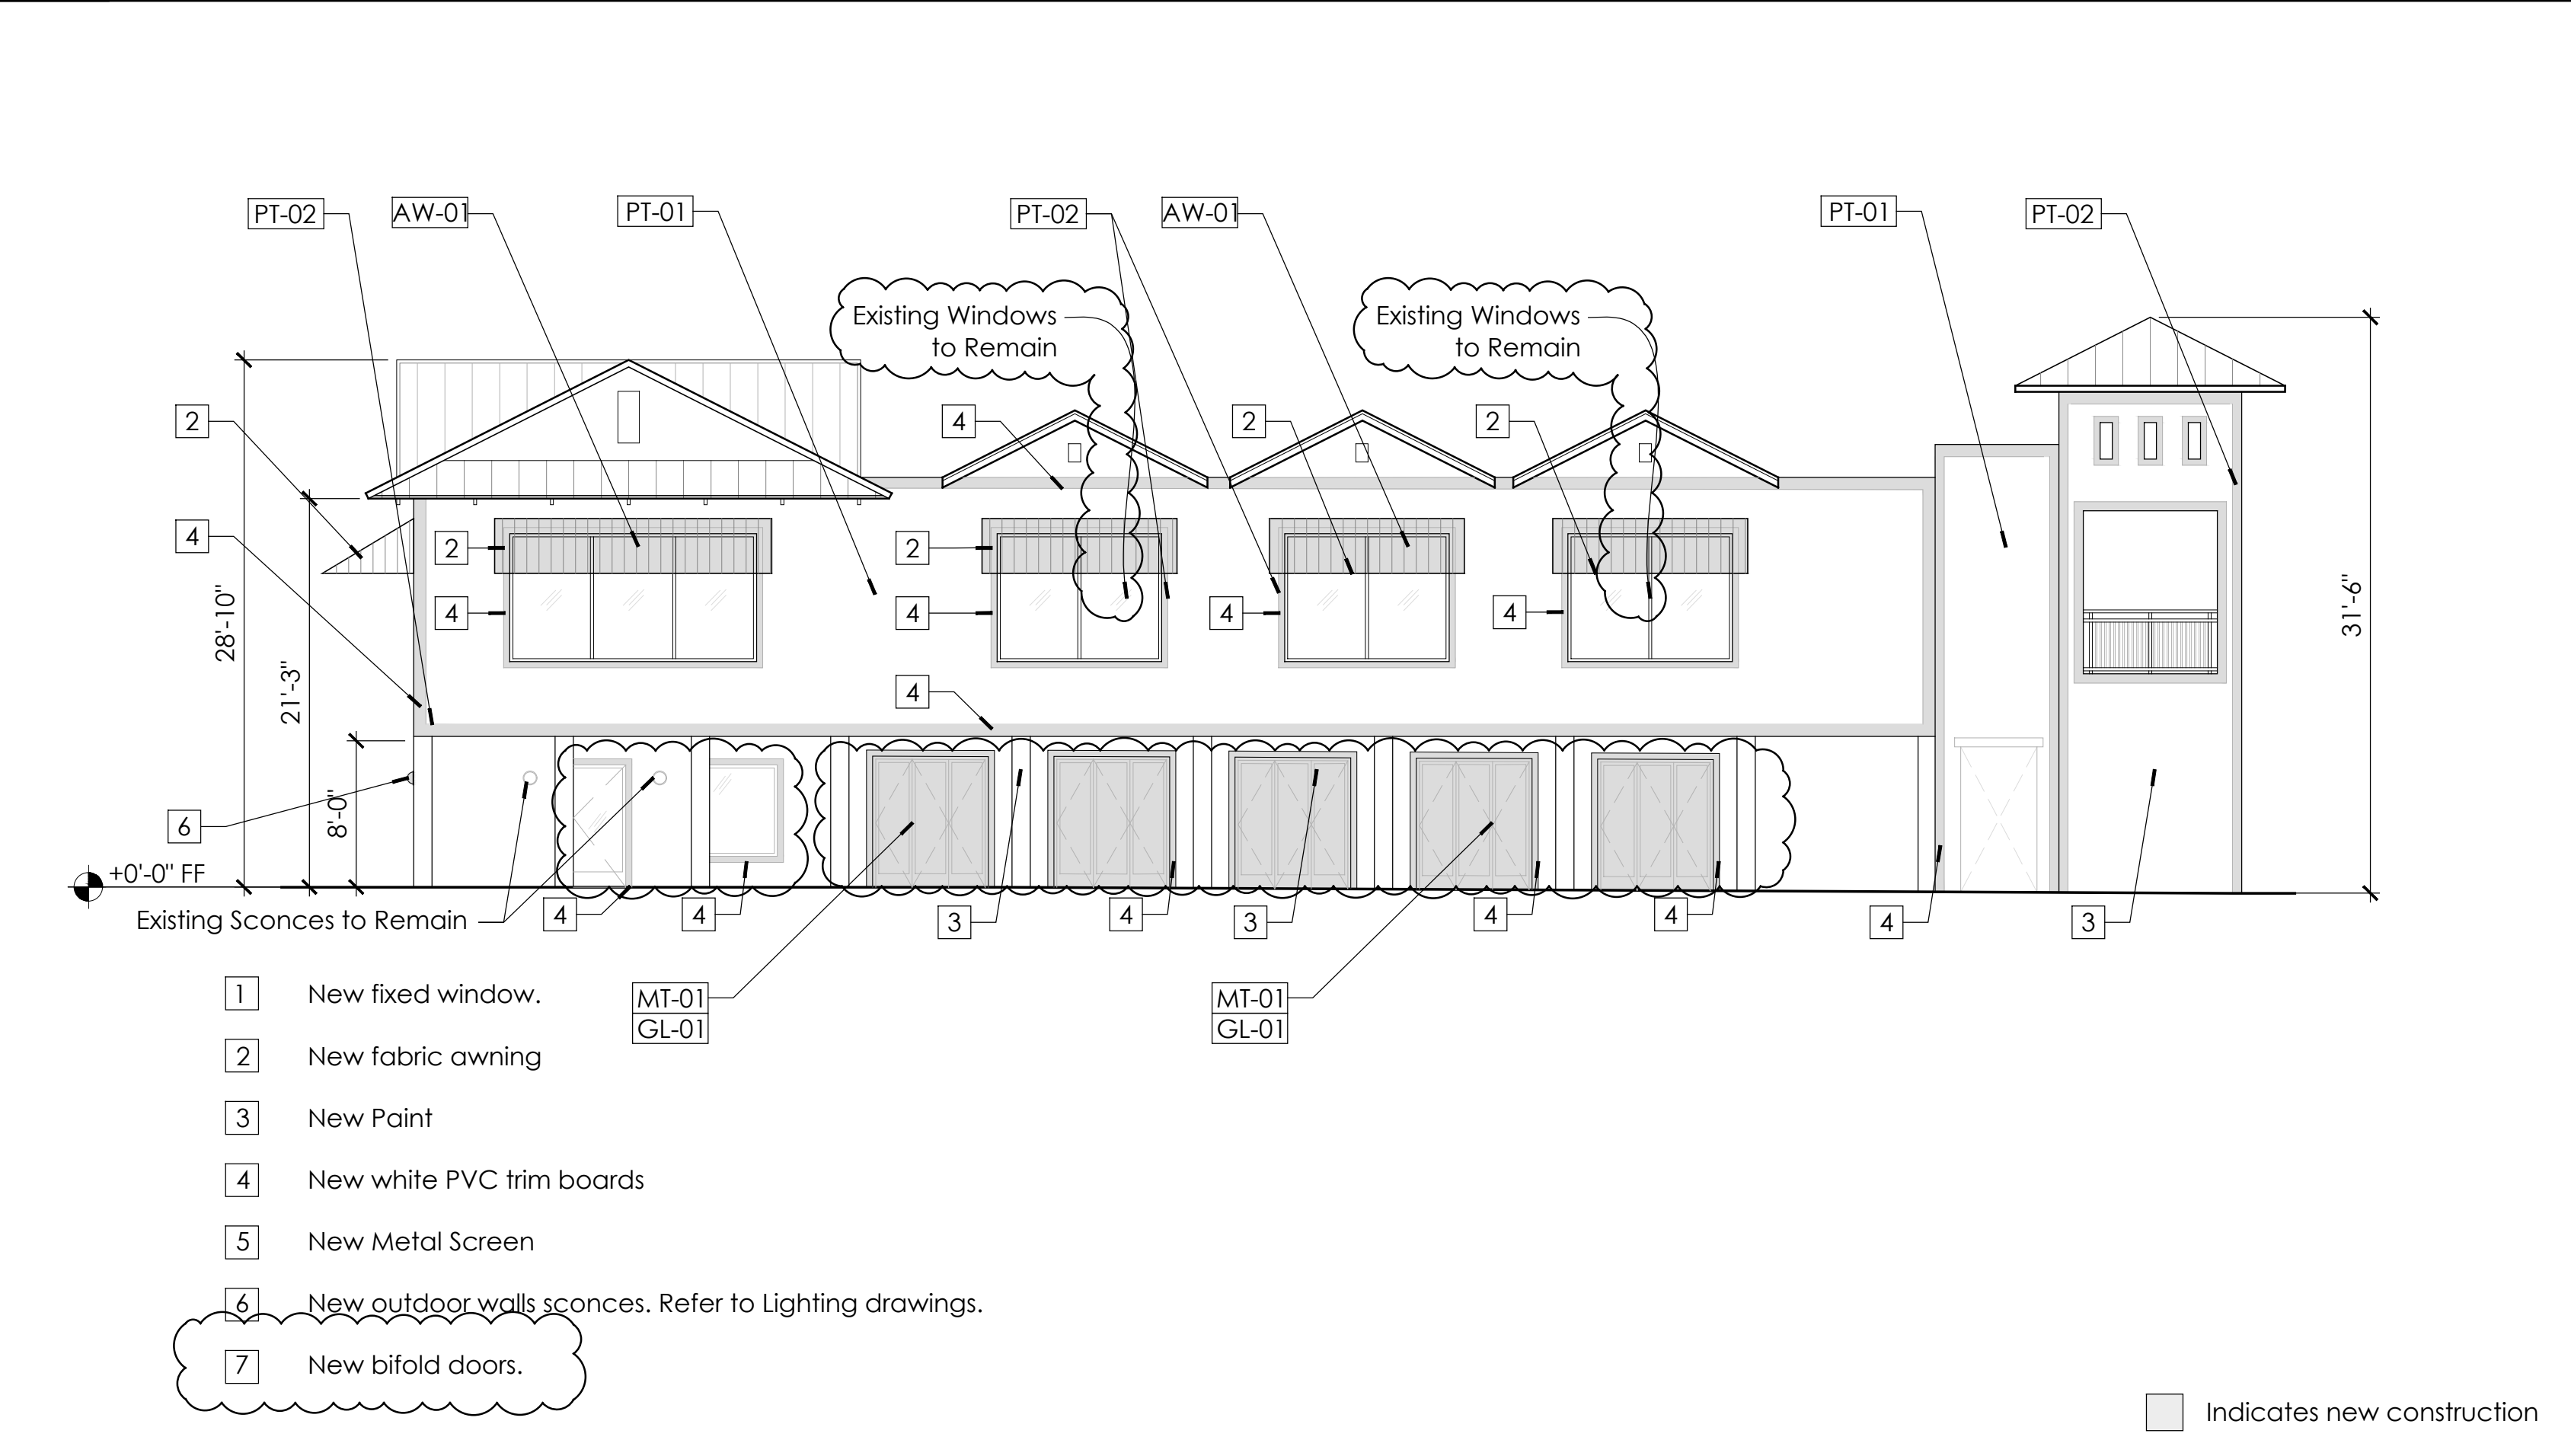 PT-02
AW-01
PT-01
PT-02
AW-01
PT-01
PT-02
Existing Windows
to Remain
Existing Windows
to Remain
2
4
2
2
4
2
2
28'-10"
31'-6"
4
4
4
4
21'-3"
4
8'-0"
6
+0'-0" FF
Existing Sconces to Remain
4
4
3
4
3
4
4
4
3
MT-01
GL-01
MT-01
GL-01
1 New fixed window.
2 New fabric awning
3 New Paint
4 New white PVC trim boards
5 New Metal Screen
6 New outdoor walls sconces. Refer to Lighting drawings.
7 New bifold doors.
Indicates new construction